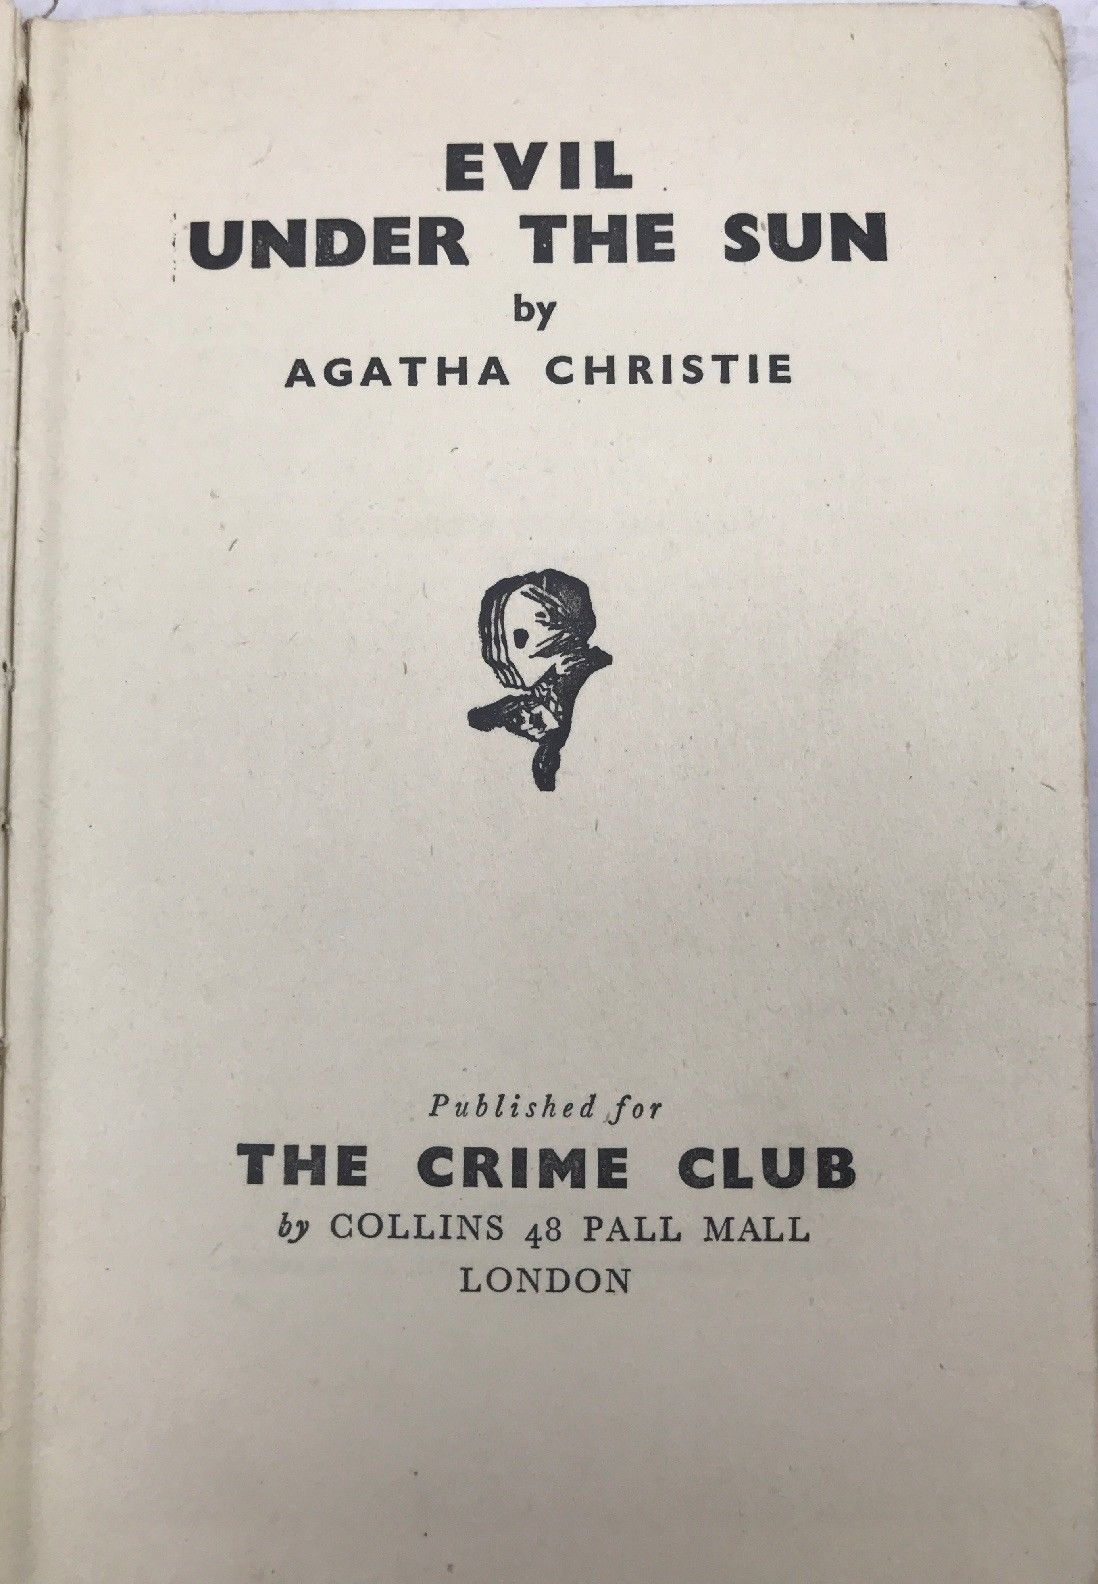 EVIL
UNDER THE SUN
by
AGATHA CHRISTIE
Published for
THE CRIME CLUB
by COLLINS 48 PALL MALL
LONDON